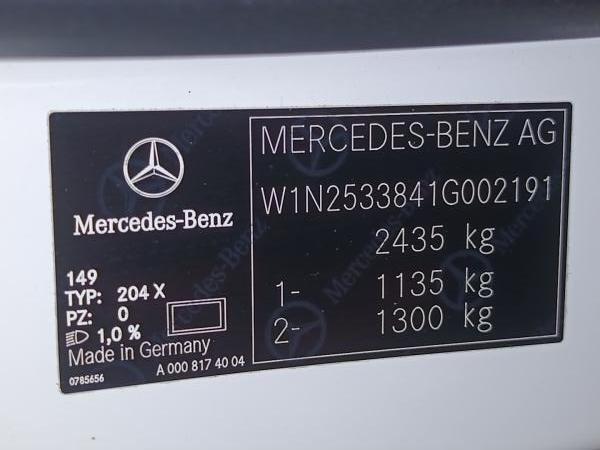 Mercedes-Benz
149
TYP: 204 X
PZ: 0
1,0 %
Made in Germany
0785656
A 000 817 40 04
MERCEDES-BENZ AG
W1N2533841G002191
2435 kg
1- 1135 kg
2- 1300 kg